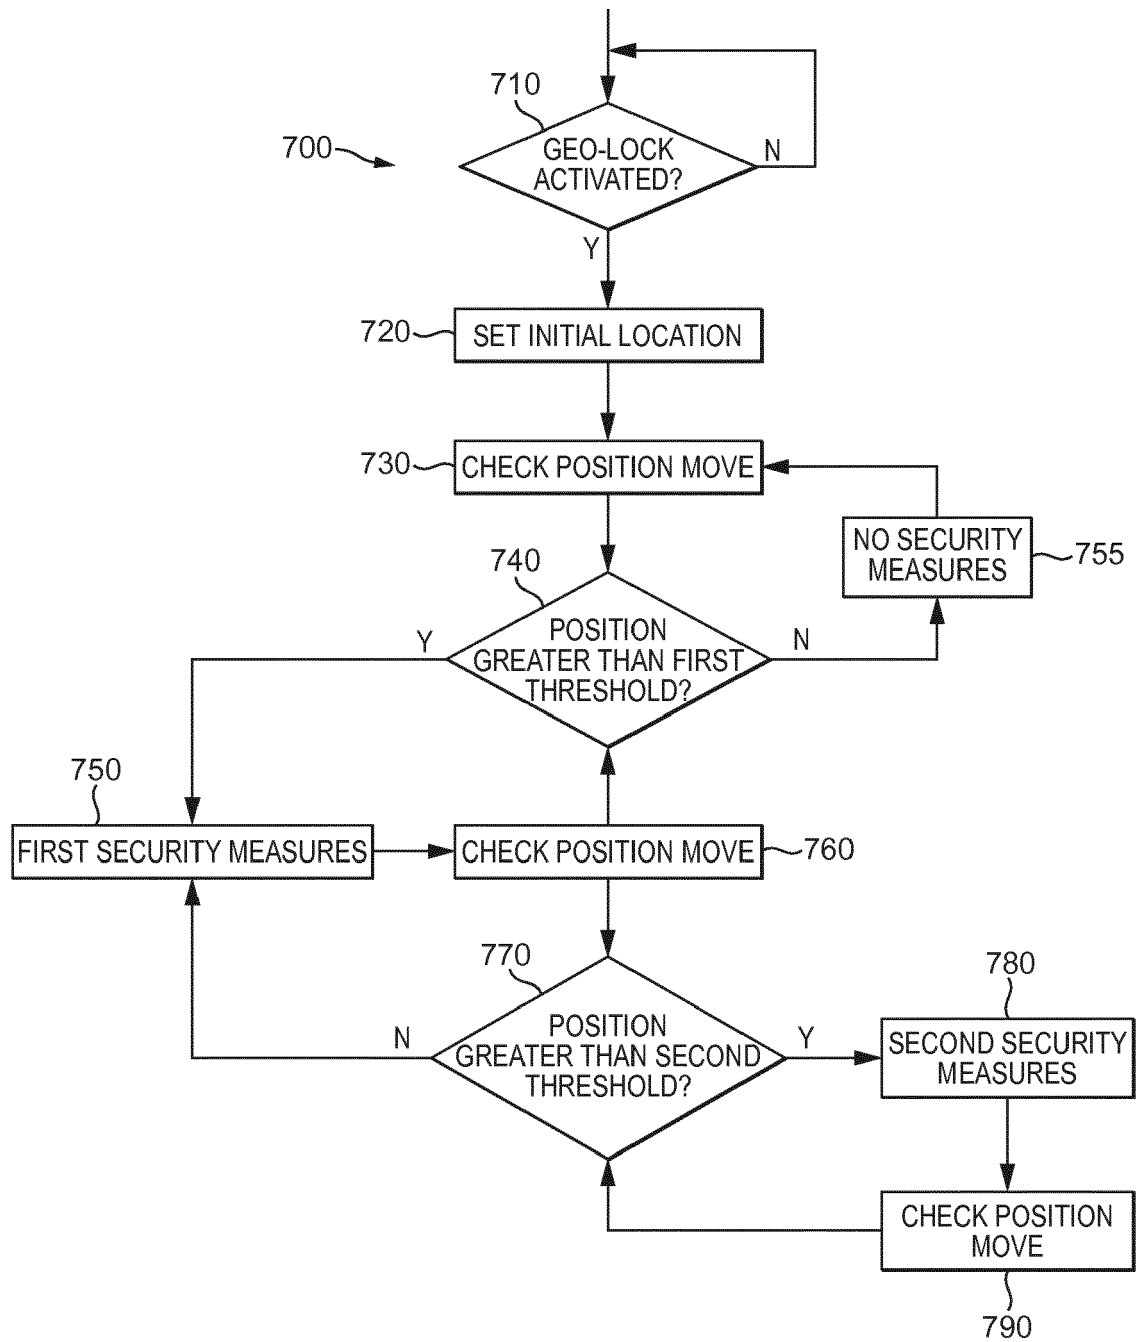 710
700
GEO-LOCK
ACTIVATED?
N
Y
720
SET INITIAL LOCATION
730
CHECK POSITION MOVE
NO SECURITY
MEASURES
755
740
POSITION
GREATER THAN FIRST
THRESHOLD?
Y
N
750
FIRST SECURITY MEASURES
CHECK POSITION MOVE
760
770
POSITION
GREATER THAN SECOND
THRESHOLD?
N
Y
780
SECOND SECURITY
MEASURES
CHECK POSITION
MOVE
790